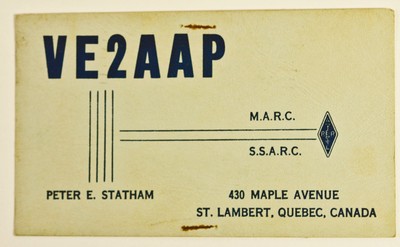 VE2AAP
M.A.R.C.
S.S.A.R.C.
PETER E. STATHAM
430 MAPLE AVENUE
ST. LAMBERT, QUEBEC, CANADA